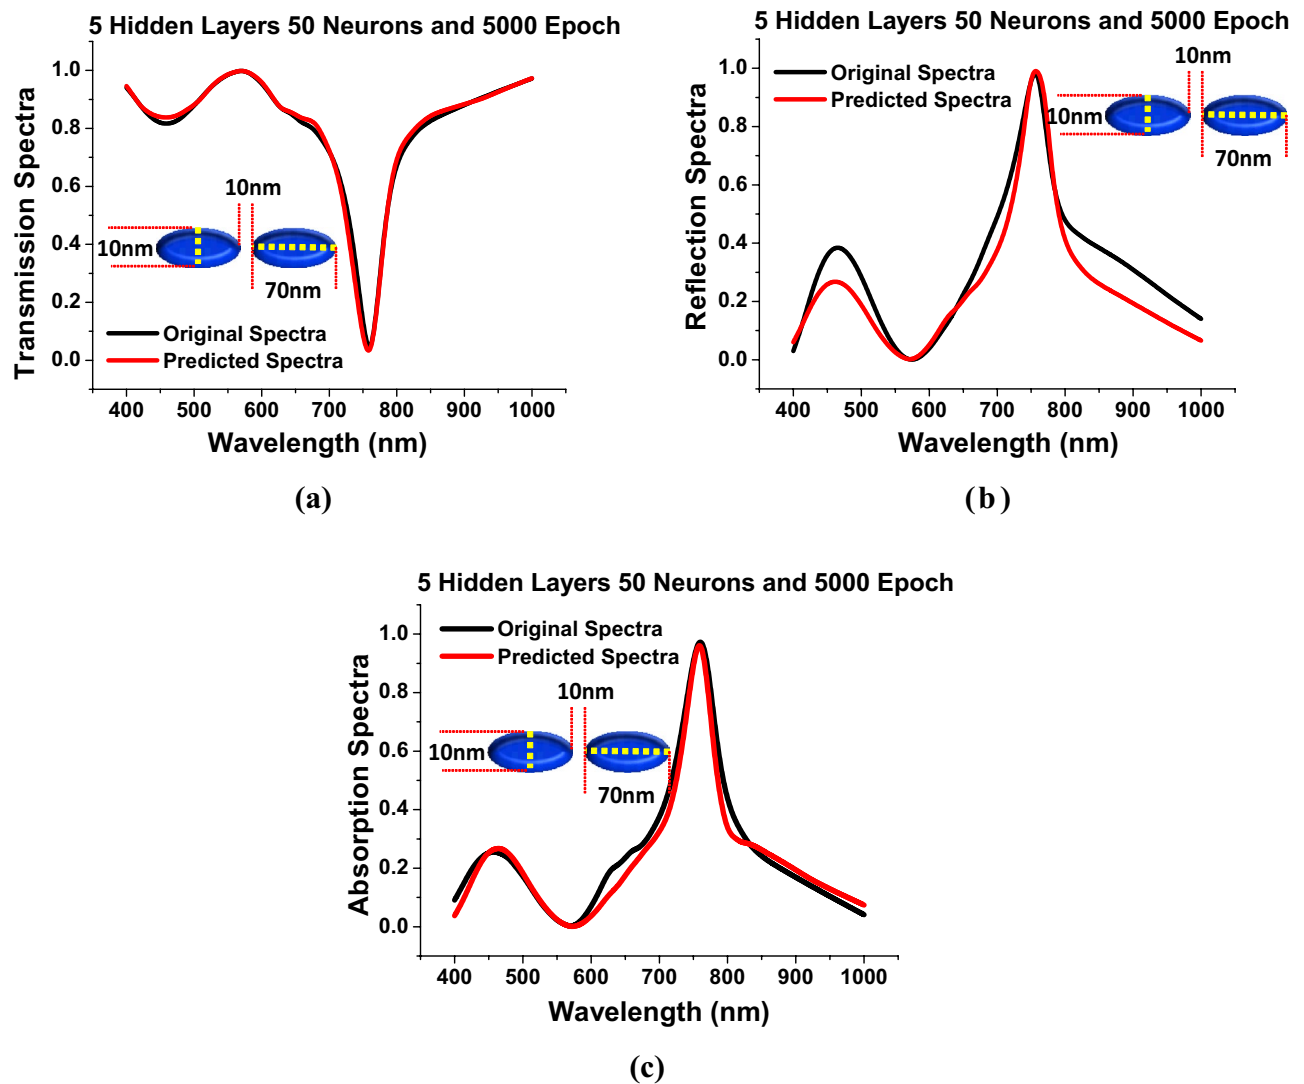 5 Hidden Layers 50 Neurons and 5000 Epoch
Transmission Spectra
1.0
0.8
0.6
0.4
0.2
0.0
10nm
10nm
70nm
Original Spectra
Predicted Spectra
400 500 600 700 800 900 1000
Wavelength (nm)
(a)
5 Hidden Layers 50 Neurons and 5000 Epoch
Reflection Spectra
1.0
0.8
0.6
0.4
0.2
0.0
Original Spectra
Predicted Spectra
10nm
10nm
70nm
400 500 600 700 800 900 1000
Wavelength (nm)
(b)
5 Hidden Layers 50 Neurons and 5000 Epoch
Absorption Spectra
1.0
0.8
0.6
0.4
0.2
0.0
Original Spectra
Predicted Spectra
10nm
10nm
70nm
400 500 600 700 800 900 1000
Wavelength (nm)
(c)